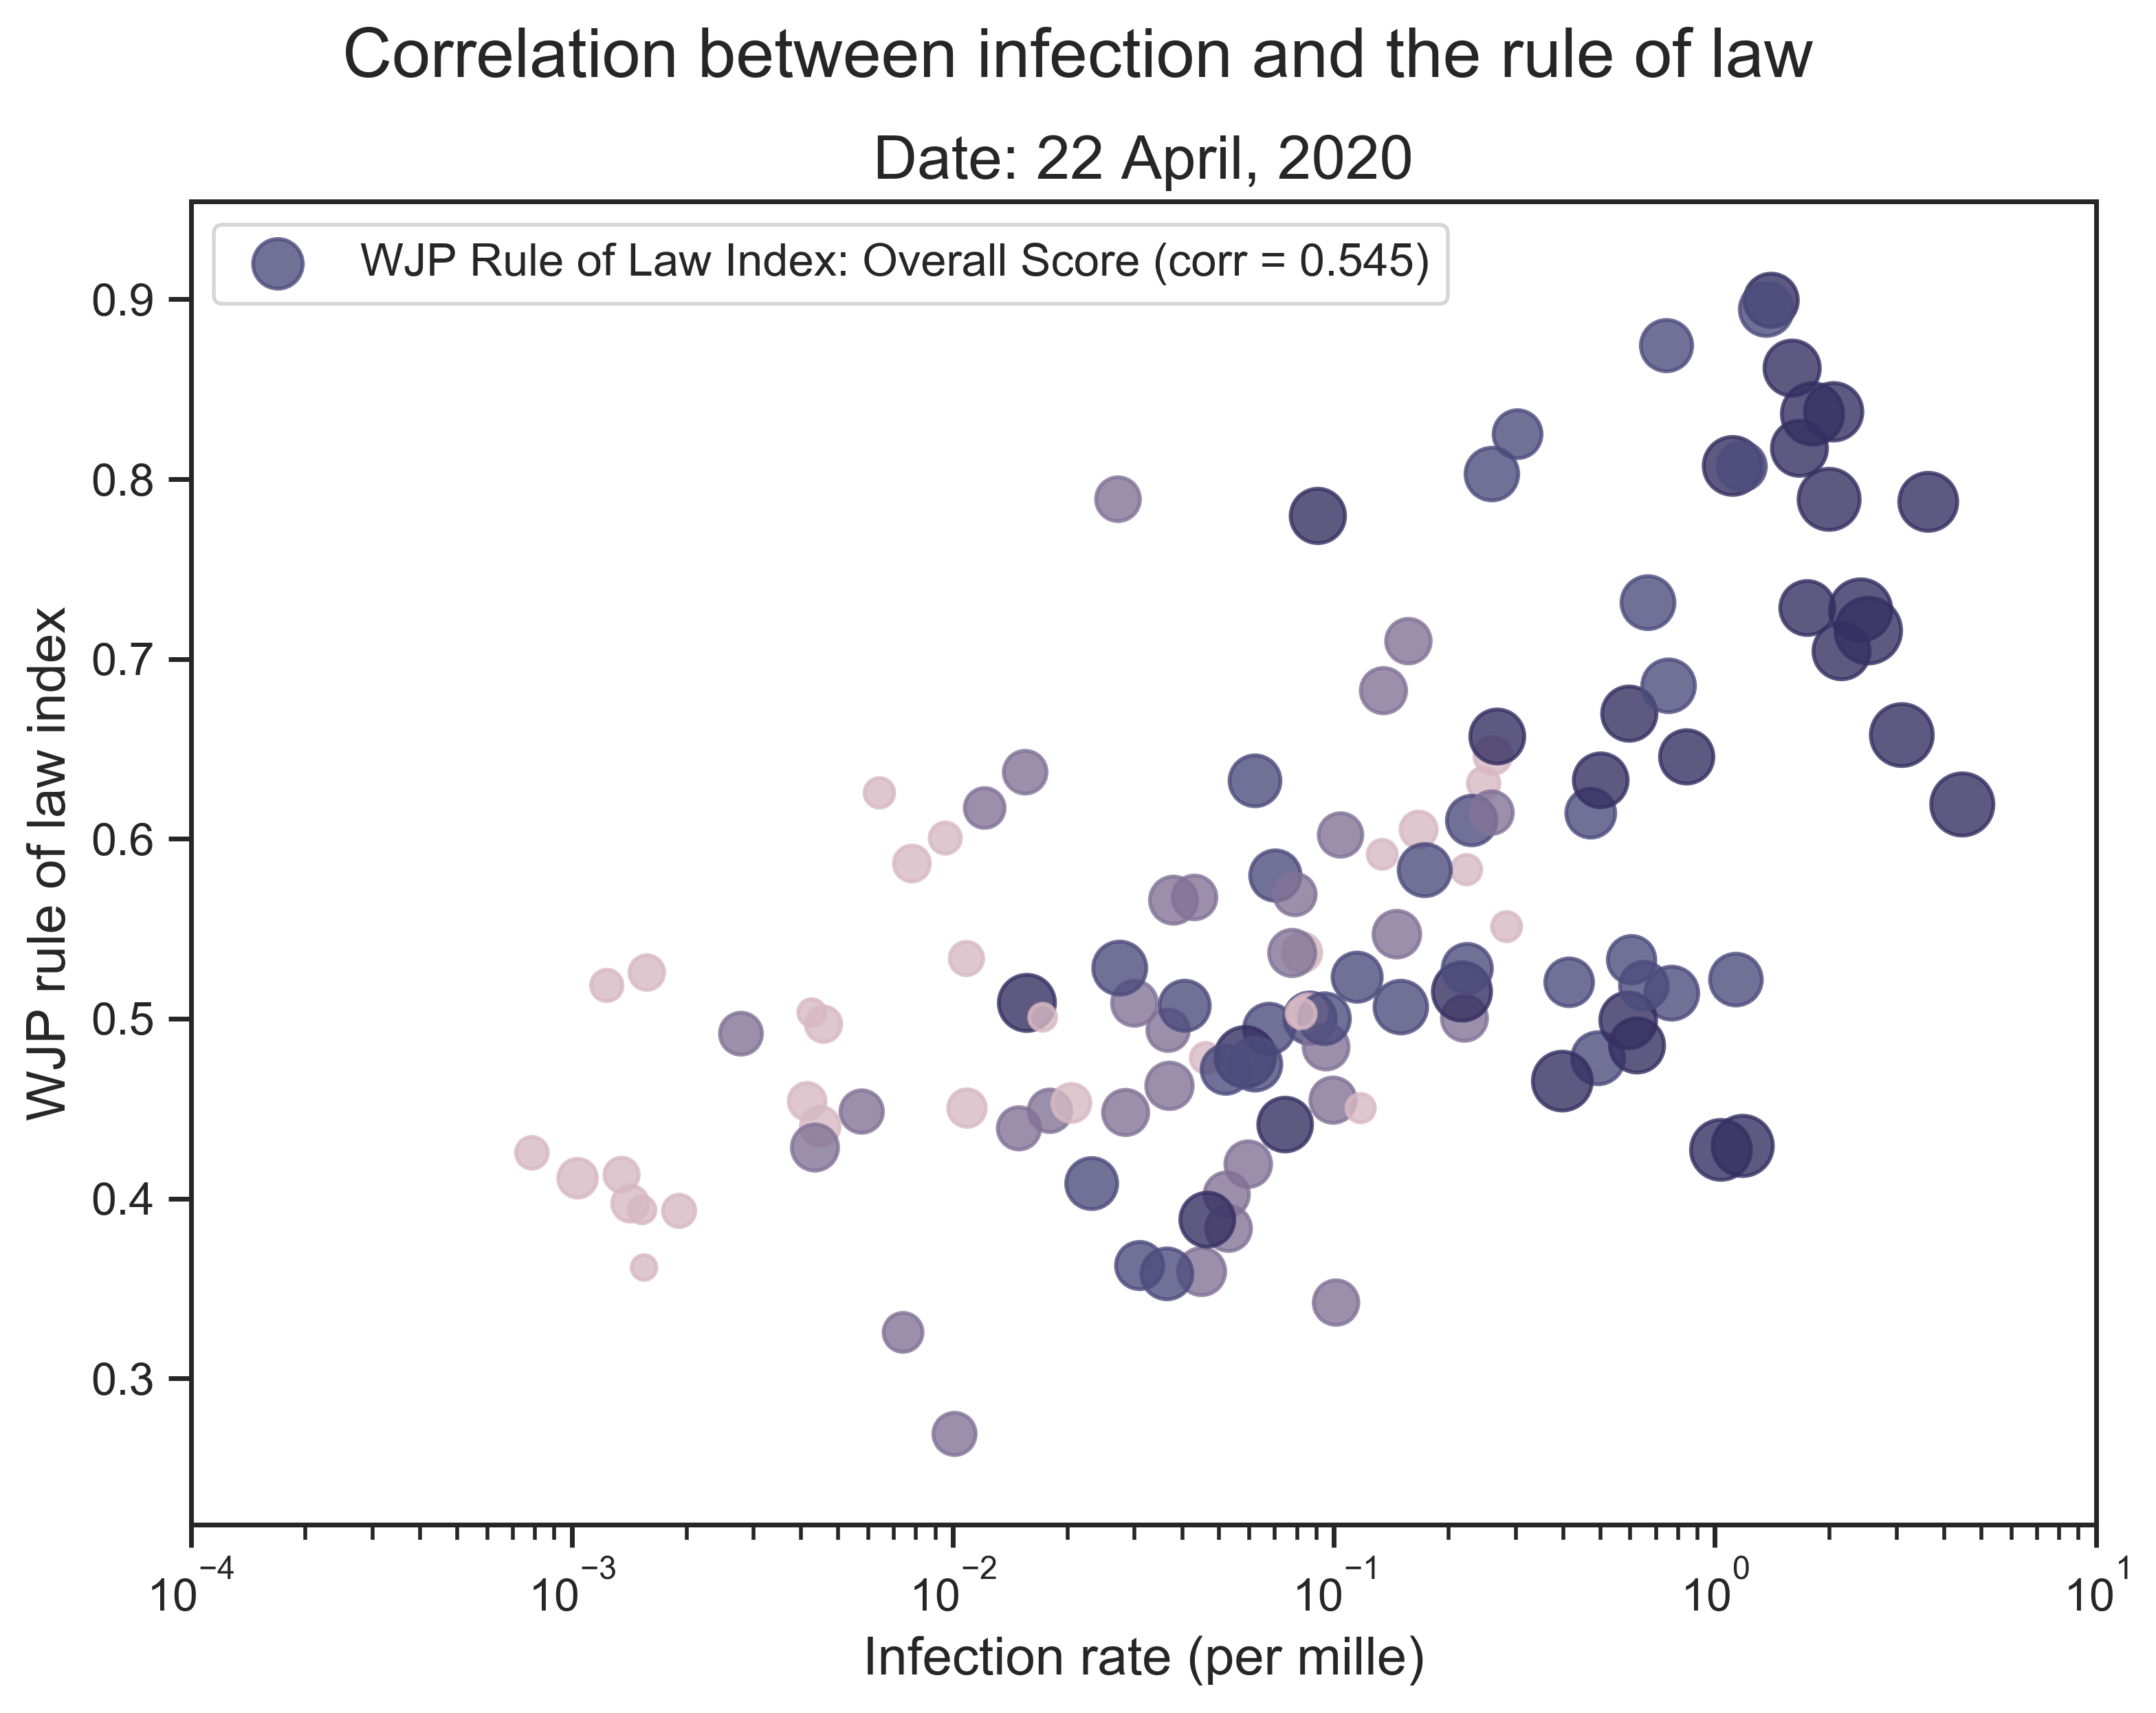 Correlation between infection and the rule of law
Date: 22 April, 2020
WJP Rule of Law Index: Overall Score (corr = 0.545)
WJP rule of law index
0.9
0.8
0.7
0.6
0.5
0.4
0.3
10⁻⁴ 10⁻³ 10⁻² 10⁻¹ 10⁰ 10¹
Infection rate (per mille)